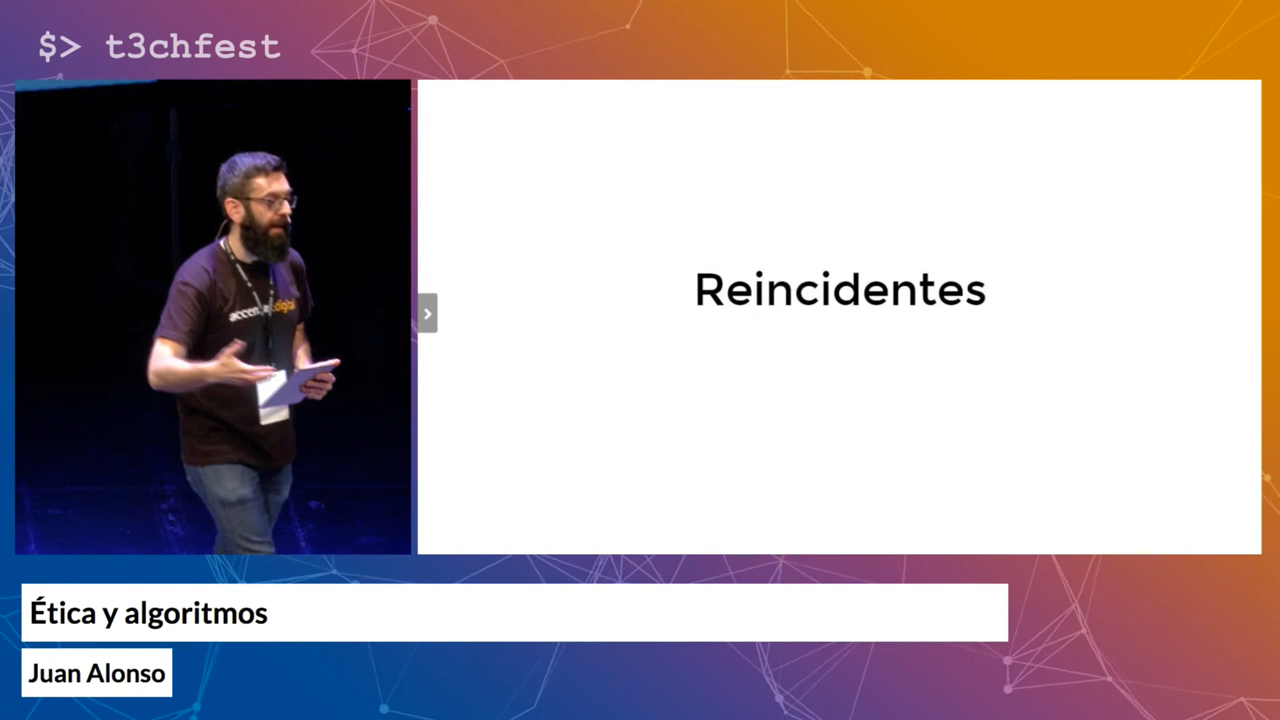 $> t3chfest
Reincidentes
Ética y algoritmos
Juan Alonso